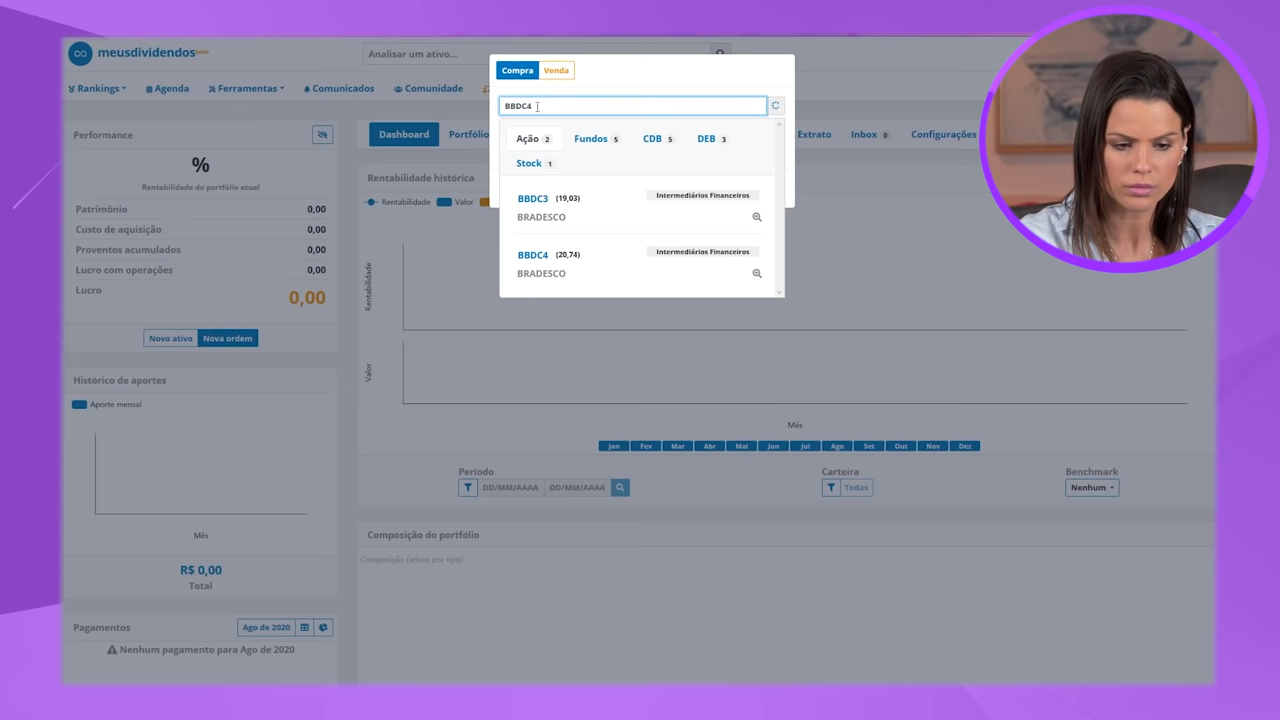 meusdividendos beta
Analisar um ativo...
Rankings
Agenda
Ferramentas
Comunicados
Comunidade
Compra
Venda
BBDC4
Ação 2
Fundos 5
CDB 5
DEB 3
Stock 1
BBDC3 (19,03)
Intermediários Financeiros
BRADESCO
BBDC4 (20,74)
Intermediários Financeiros
BRADESCO
Performance
%
Rentabilidade do portfólio atual
Patrimônio 0,00
Custo de aquisição 0,00
Proventos acumulados 0,00
Lucro com operações 0,00
Lucro
0,00
Novo ativo
Nova ordem
Dashboard
Portfólio
Extrato
Inbox 0
Configurações
Rentabilidade histórica
Rentabilidade
Valor
Rentabilidade
Valor
Mês
Jan Fev Mar Abr Mai Jun Jul Ago Set Out Nov Dez
Período
DD/MM/AAAA DD/MM/AAAA
Carteira
Todas
Benchmark
Nenhum
Histórico de aportes
Aporte mensal
Mês
R$ 0,00
Total
Pagamentos
Ago de 2020
Nenhum pagamento para Ago de 2020
Composição do portfólio
Composição (ativos por tipo)